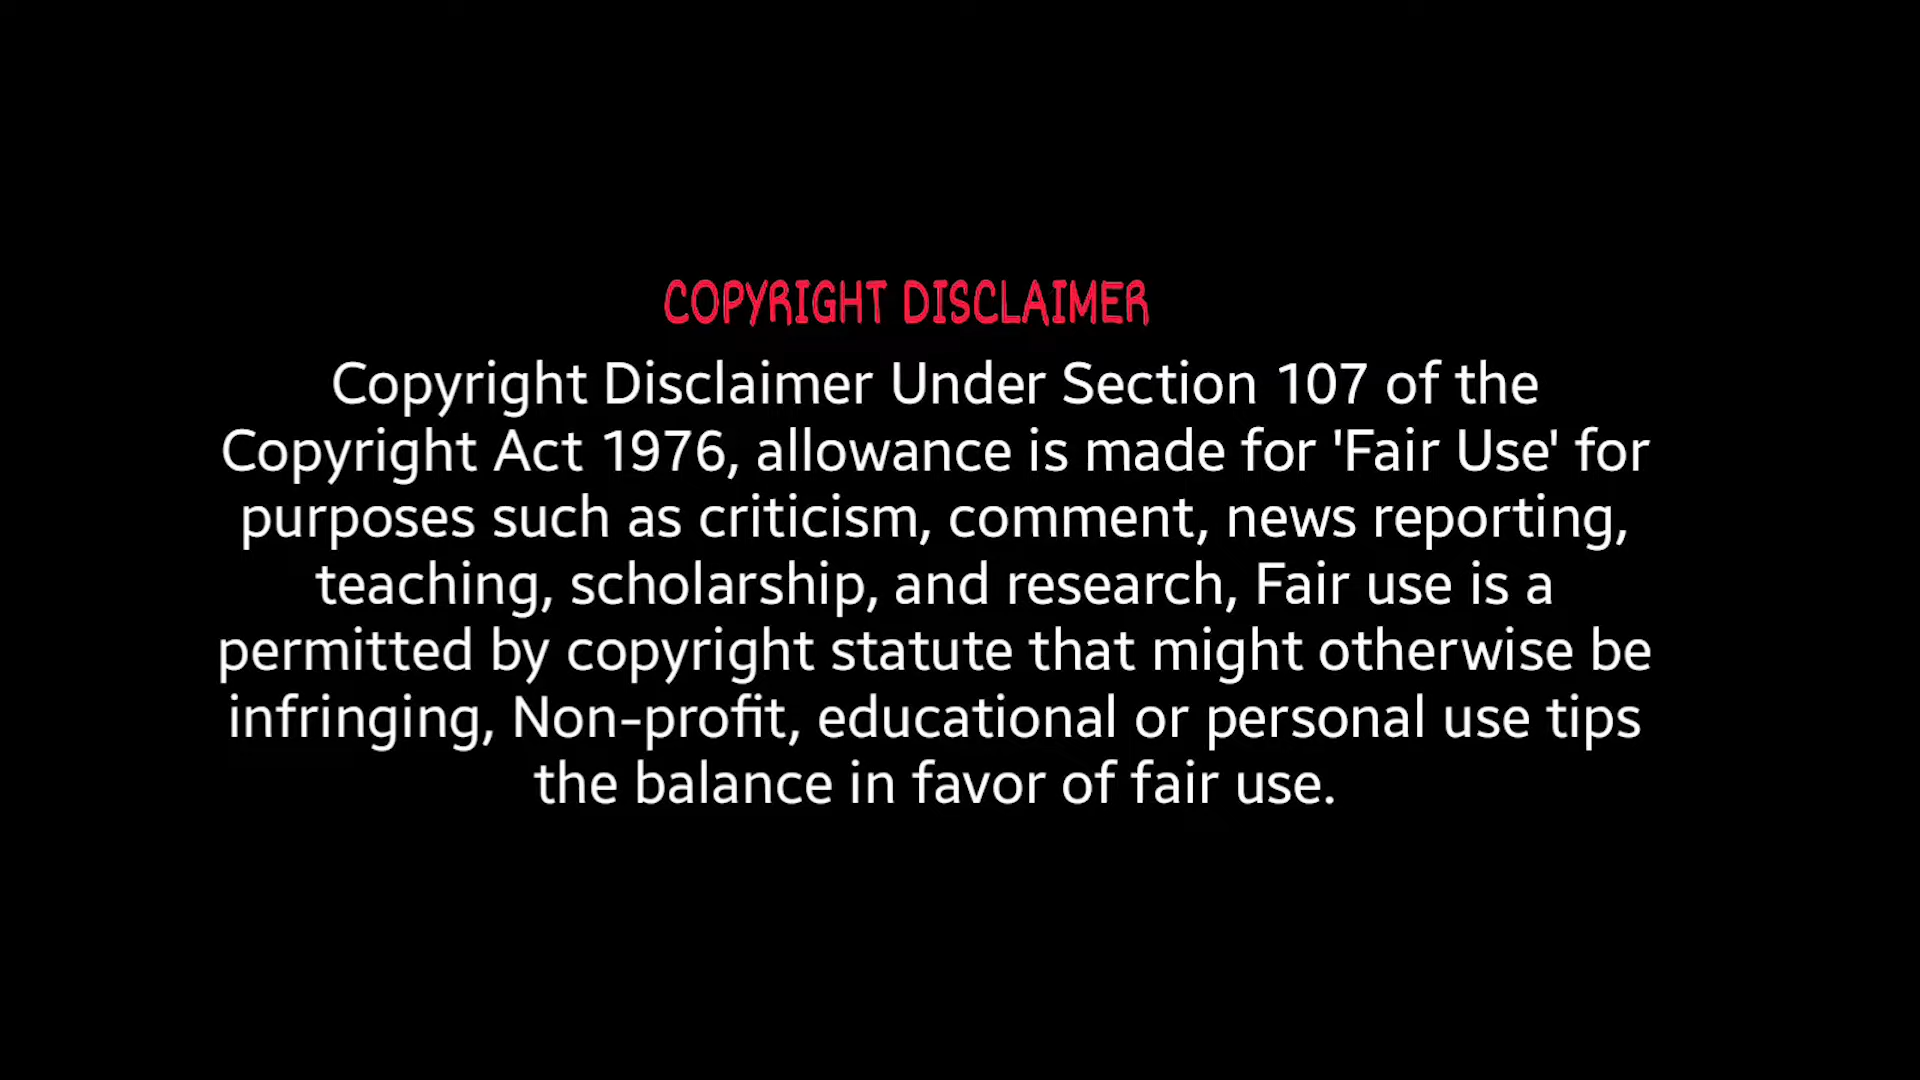 COPYRIGHT DISCLAIMER
Copyright Disclaimer Under Section 107 of the
Copyright Act 1976, allowance is made for 'Fair Use' for
purposes such as criticism, comment, news reporting,
teaching, scholarship, and research, Fair use is a
permitted by copyright statute that might otherwise be
infringing, Non-profit, educational or personal use tips
the balance in favor of fair use.